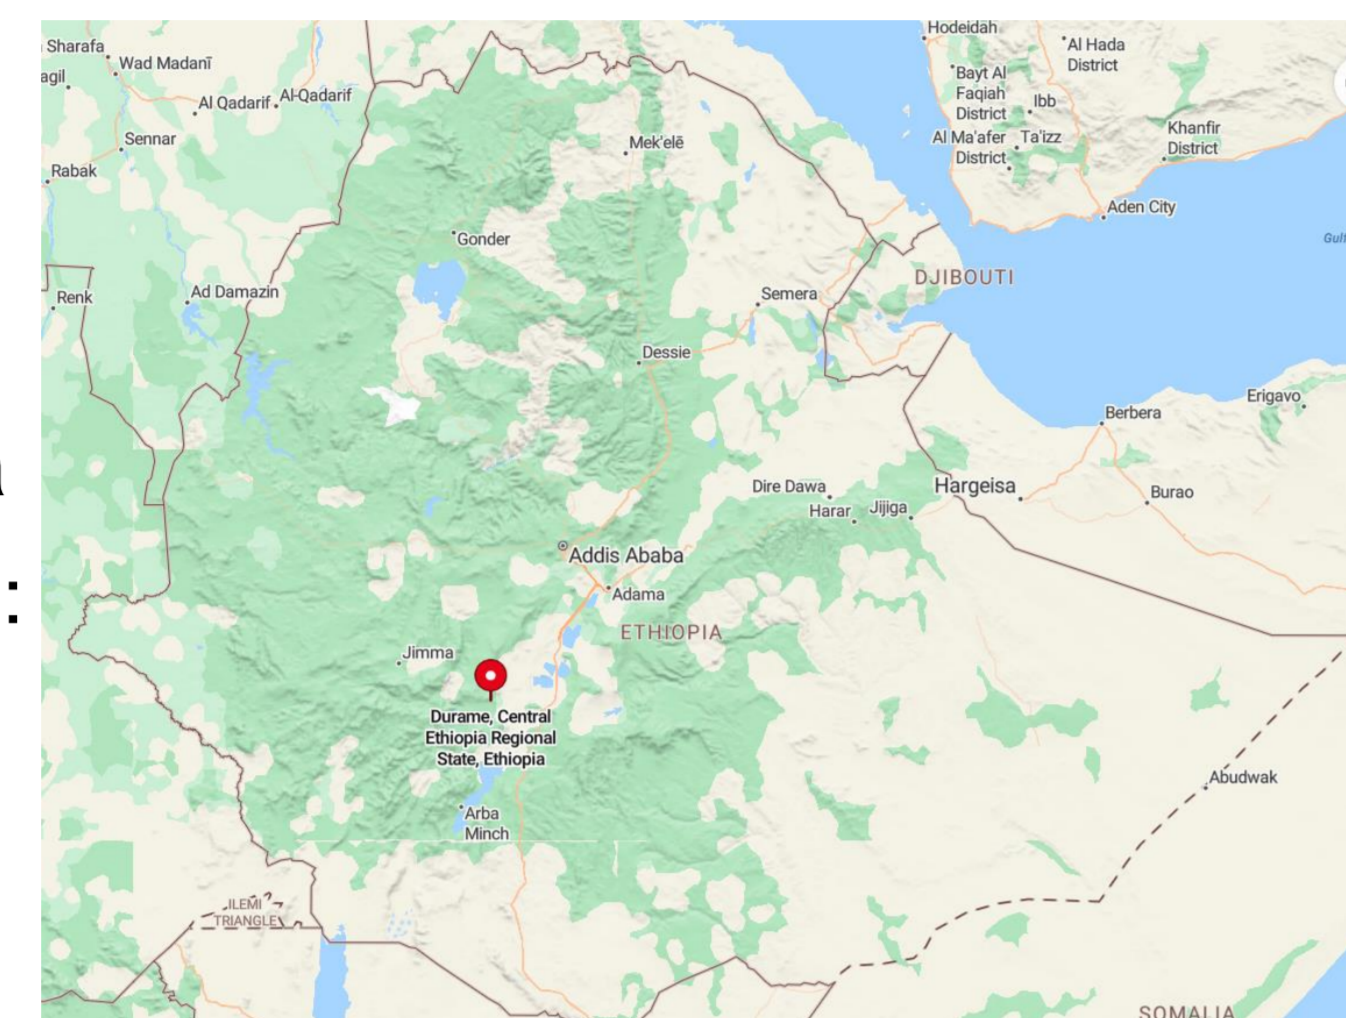 Hodeidah
Al Hada
District
Sharafa
Wad Madanī
agil
Bayt Al
Faqiah
District
Ibb
Al Qadarif
Al-Qadarif
Sennar
Mek'elē
Al Ma'afer
District
Ta'izz
Khanfir
District
Rabak
Aden City
Gonder
Gulf
DJIBOUTI
Renk
Ad Damazin
Semera
Dessie
Erigavo
Berbera
Dire Dawa
Hargeisa
Harar
Jijiga
Burao
Addis Ababa
:
Adama
ETHIOPIA
Jimma
Durame, Central
Ethiopia Regional
State, Ethiopia
Abudwak
Arba
Minch
ILEMI
TRIANGLE
SOMALIA